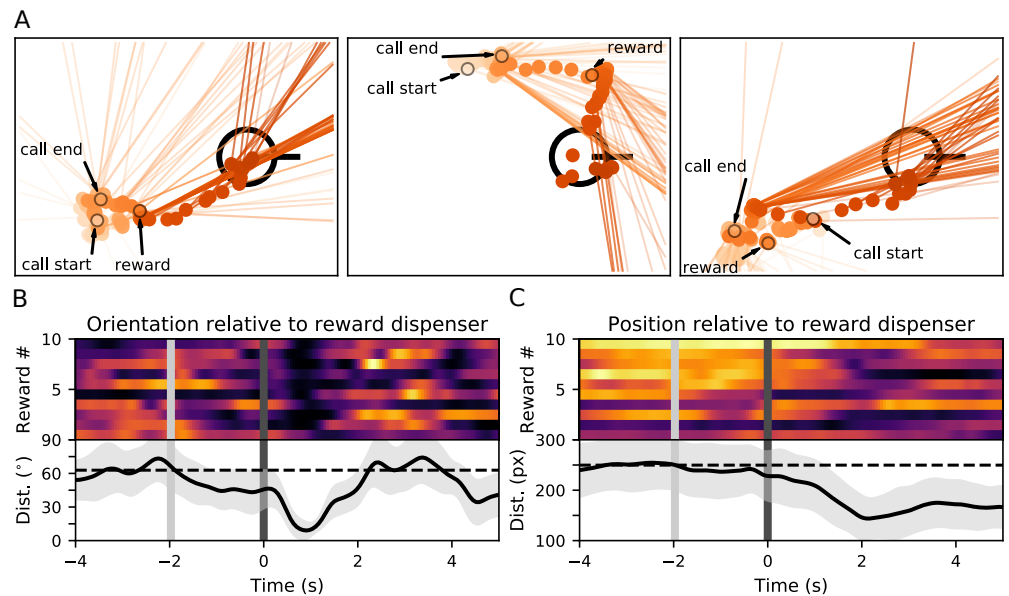 A
call end
call start
reward
call end
call start
reward
call end
reward
call start
B
Orientation relative to reward dispenser
Reward #
10
5
Dist. (°)
90
60
30
0
−4
−2
0
2
4
Time (s)
C
Position relative to reward dispenser
Reward #
10
5
Dist. (px)
300
200
100
−4
−2
0
2
4
Time (s)